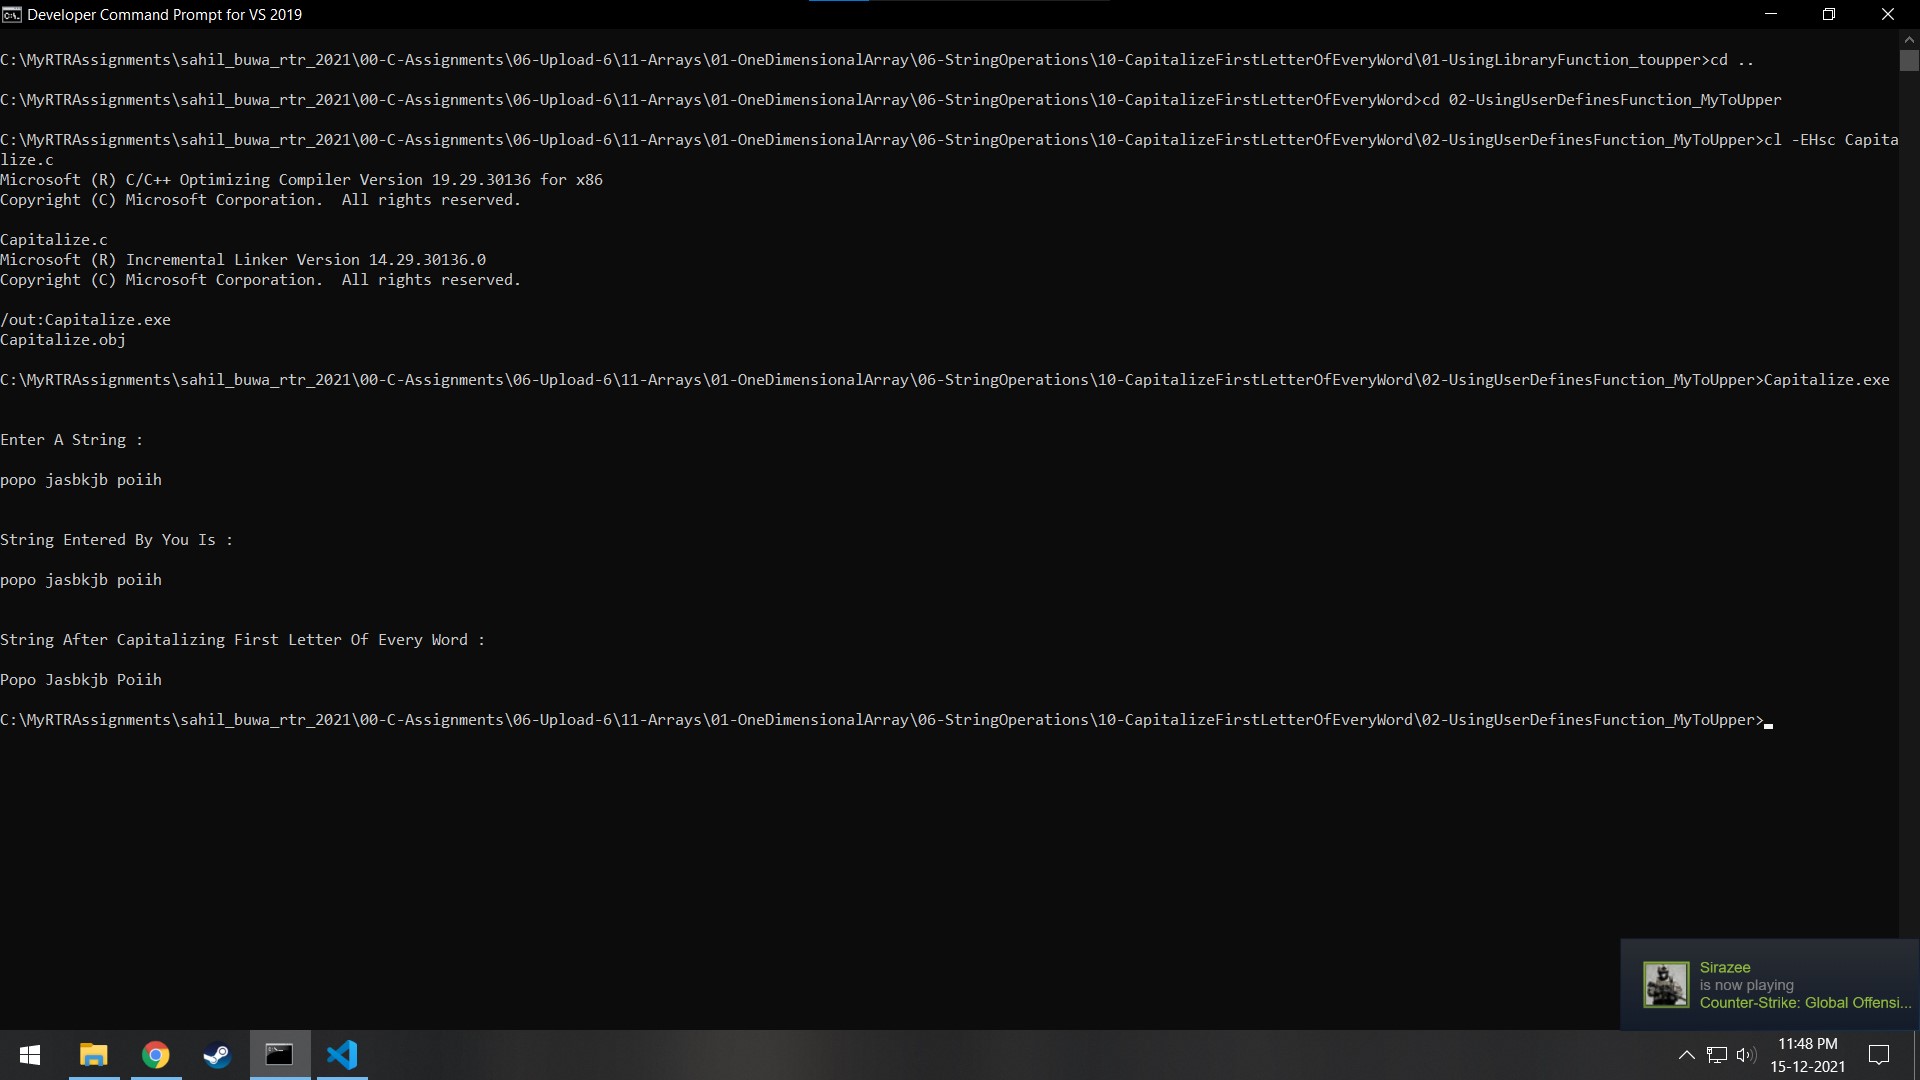 Developer Command Prompt for VS 2019
C:\MyRTRAssignments\sahil_buwa_rtr_2021\00-C-Assignments\06-Upload-6\11-Arrays\01-OneDimensionalArray\06-StringOperations\10-CapitalizeFirstLetterOfEveryWord\01-UsingLibraryFunction_toupper>cd ..
C:\MyRTRAssignments\sahil_buwa_rtr_2021\00-C-Assignments\06-Upload-6\11-Arrays\01-OneDimensionalArray\06-StringOperations\10-CapitalizeFirstLetterOfEveryWord>cd 02-UsingUserDefinesFunction_MyToUpper
C:\MyRTRAssignments\sahil_buwa_rtr_2021\00-C-Assignments\06-Upload-6\11-Arrays\01-OneDimensionalArray\06-StringOperations\10-CapitalizeFirstLetterOfEveryWord\02-UsingUserDefinesFunction_MyToUpper>cl -EHsc Capita
lize.c
Microsoft (R) C/C++ Optimizing Compiler Version 19.29.30136 for x86
Copyright (C) Microsoft Corporation.  All rights reserved.
Capitalize.c
Microsoft (R) Incremental Linker Version 14.29.30136.0
Copyright (C) Microsoft Corporation.  All rights reserved.
/out:Capitalize.exe
Capitalize.obj
C:\MyRTRAssignments\sahil_buwa_rtr_2021\00-C-Assignments\06-Upload-6\11-Arrays\01-OneDimensionalArray\06-StringOperations\10-CapitalizeFirstLetterOfEveryWord\02-UsingUserDefinesFunction_MyToUpper>Capitalize.exe
Enter A String :
popo jasbkjb poiih
String Entered By You Is :
popo jasbkjb poiih
String After Capitalizing First Letter Of Every Word :
Popo Jasbkjb Poiih
C:\MyRTRAssignments\sahil_buwa_rtr_2021\00-C-Assignments\06-Upload-6\11-Arrays\01-OneDimensionalArray\06-StringOperations\10-CapitalizeFirstLetterOfEveryWord\02-UsingUserDefinesFunction_MyToUpper>
Sirazee
is now playing
Counter-Strike: Global Offensi...
11:48 PM
15-12-2021